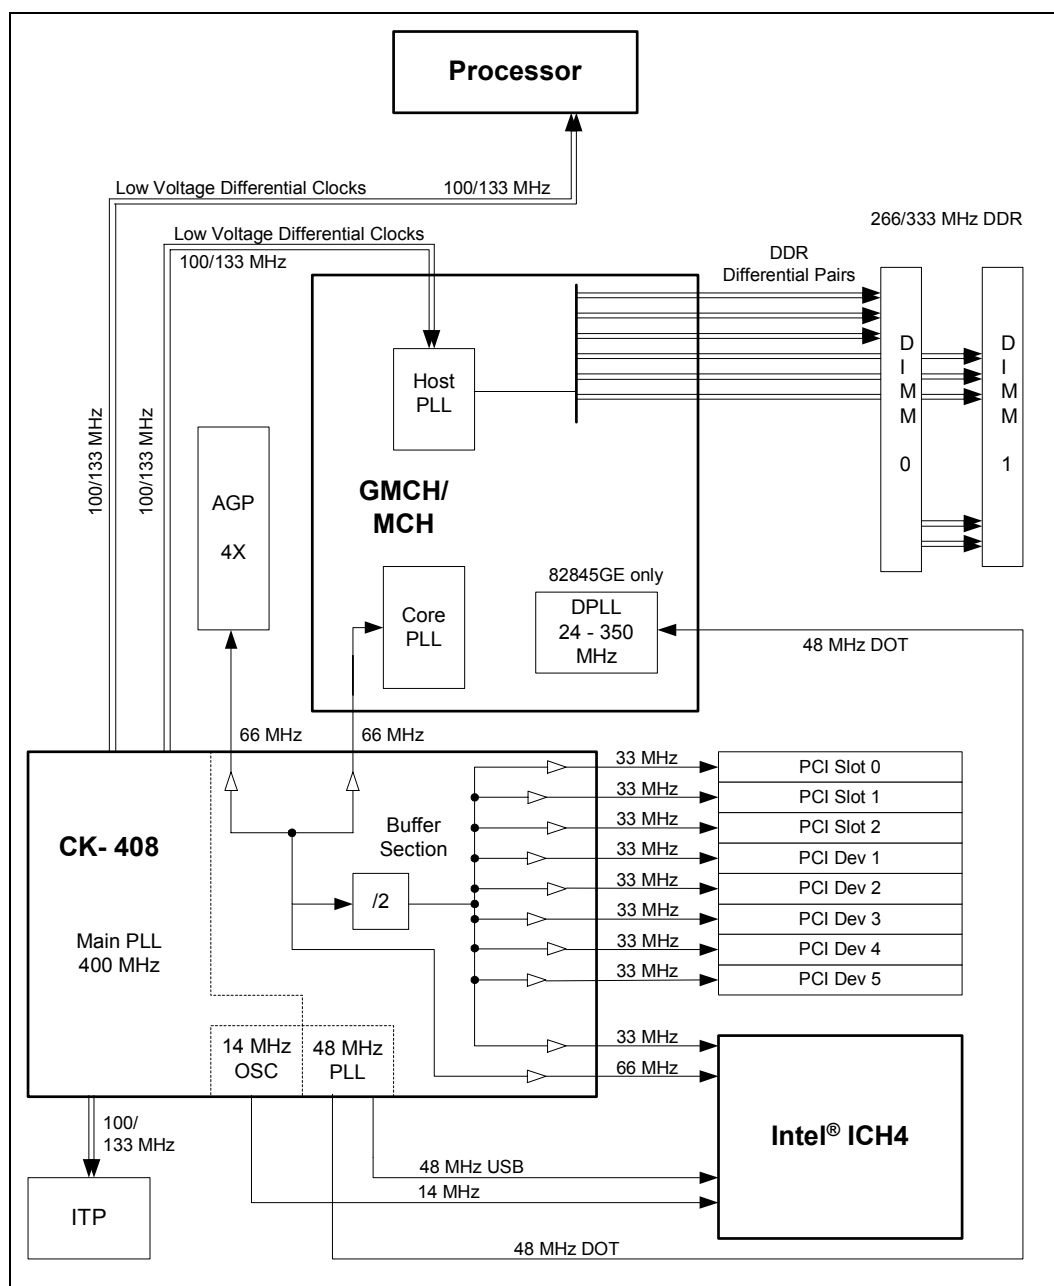 Processor
Low Voltage Differential Clocks
100/133 MHz
Low Voltage Differential Clocks
100/133 MHz
266/333 MHz DDR
DDR
Differential Pairs
D
I
M
M
0
D
I
M
M
1
Host
PLL
100/133 MHz
100/133 MHz
AGP
4X
GMCH/
MCH
Core
PLL
82845GE only
DPLL
24 - 350
MHz
48 MHz DOT
66 MHz
66 MHz
CK- 408
Main PLL
400 MHz
Buffer
Section
/2
33 MHz
PCI Slot 0
33 MHz
PCI Slot 1
33 MHz
PCI Slot 2
33 MHz
PCI Dev 1
33 MHz
PCI Dev 2
33 MHz
PCI Dev 3
33 MHz
PCI Dev 4
33 MHz
PCI Dev 5
33 MHz
66 MHz
14 MHz
OSC
48 MHz
PLL
Intel® ICH4
100/
133 MHz
ITP
48 MHz USB
14 MHz
48 MHz DOT